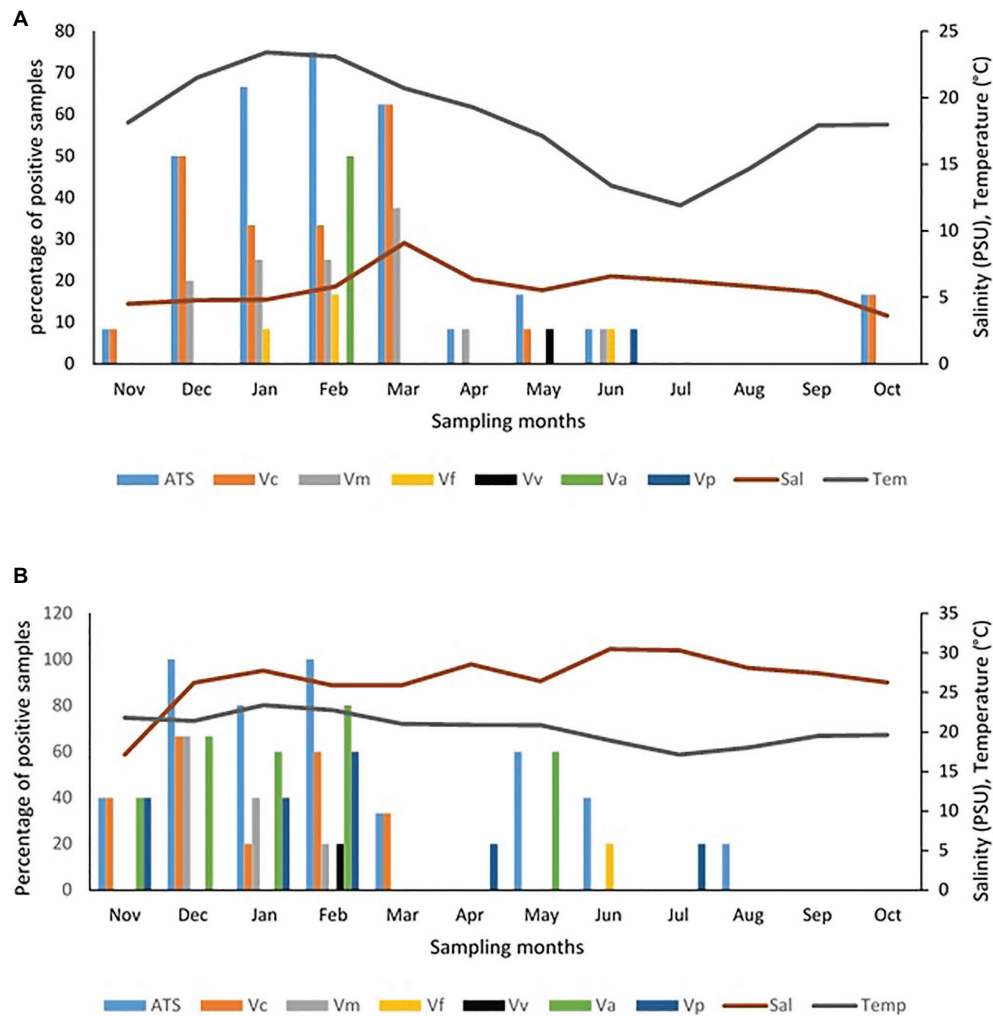 A
80
70
60
50
40
30
20
10
0
percentage of positive samples
25
20
15
10
5
0
Salinity (PSU), Temperature (°C)
Nov Dec Jan Feb Mar Apr May Jun Jul Aug Sep Oct
Sampling months
ATS Vc Vm Vf Vv Va Vp Sal Tem
B
120
100
80
60
40
20
0
Percentage of positive samples
35
30
25
20
15
10
5
0
Salinity (PSU), Temperature (°C)
Nov Dec Jan Feb Mar Apr May Jun Jul Aug Sep Oct
Sampling months
ATS Vc Vm Vf Vv Va Vp Sal Temp